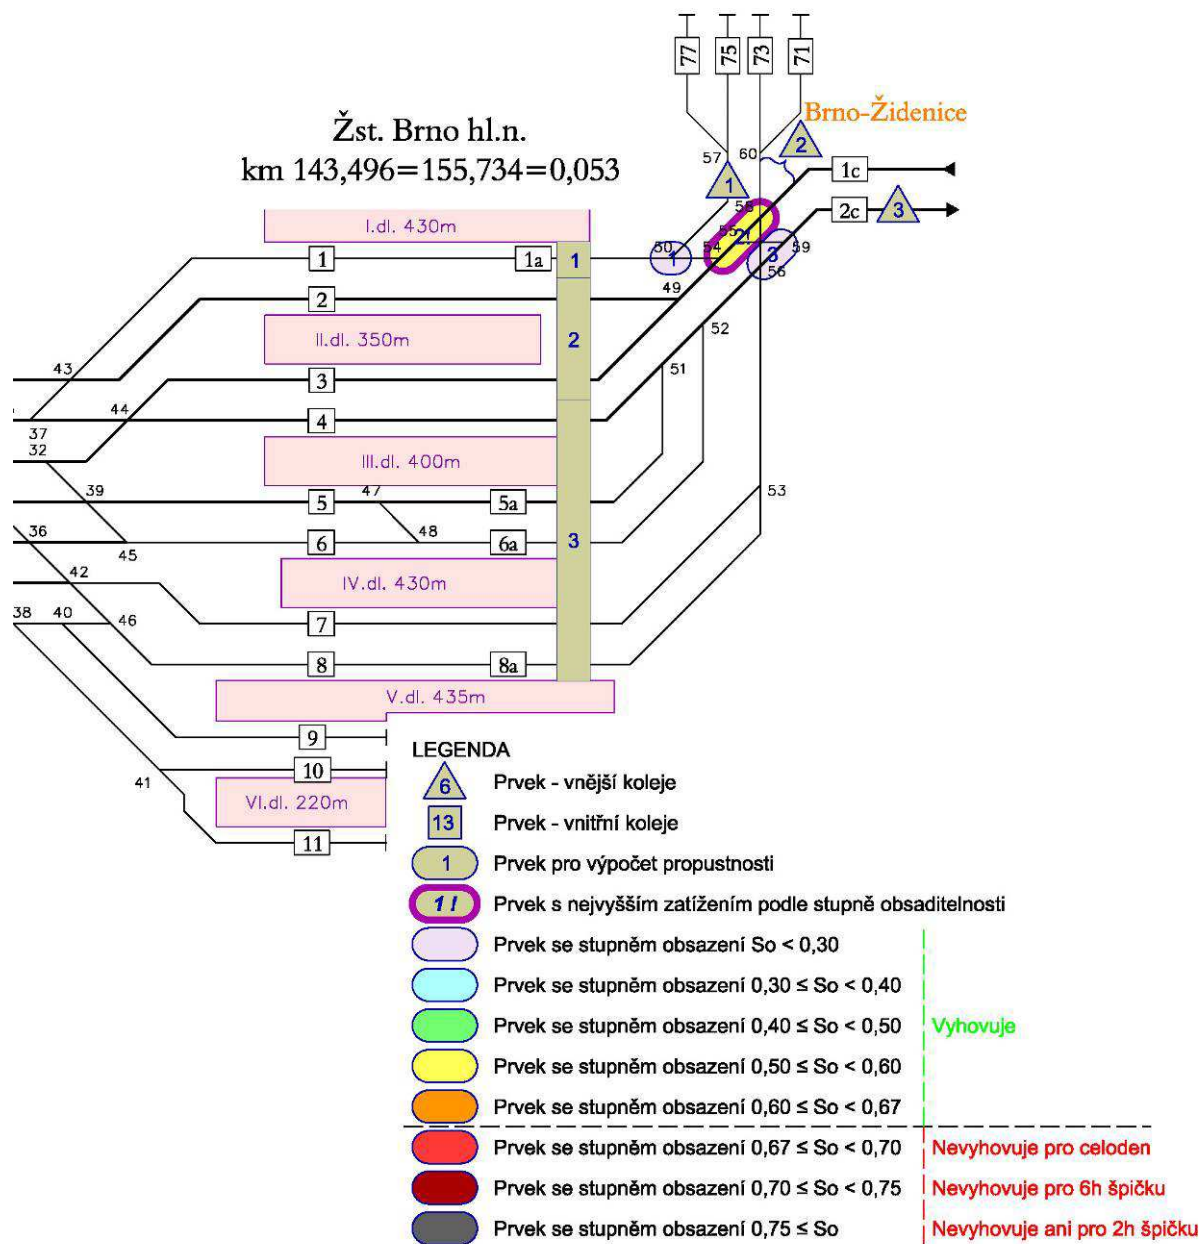 77 75 73 71
Brno-Židenice
Žst. Brno hl.n.
km 143,496=155,734=0,053
57 60 2
1 1c
58 2c 3
I.dl. 430m
55 2! 59
50 54
1 1a 1 1 3
56
49
2
52
II.dl. 350m 2
43 51
3
44
4
37
32
III.dl. 400m
39 47 53
5 5a
36 48 3
6 6a
45
42 IV.dl. 430m
38 40 46
7
8 8a
V.dl. 435m
9
LEGENDA
10
41
6 Prvek - vnější koleje
VI.dl. 220m
13 Prvek - vnitřní koleje
11
1 Prvek pro výpočet propustnosti
1! Prvek s nejvyšším zatížením podle stupně obsaditelnosti
Prvek se stupněm obsazení So < 0,30
Prvek se stupněm obsazení 0,30 ≤ So < 0,40
Prvek se stupněm obsazení 0,40 ≤ So < 0,50 Vyhovuje
Prvek se stupněm obsazení 0,50 ≤ So < 0,60
Prvek se stupněm obsazení 0,60 ≤ So < 0,67
Prvek se stupněm obsazení 0,67 ≤ So < 0,70 Nevyhovuje pro celoden
Prvek se stupněm obsazení 0,70 ≤ So < 0,75 Nevyhovuje pro 6h špičku
Prvek se stupněm obsazení 0,75 ≤ So Nevyhovuje ani pro 2h špičku